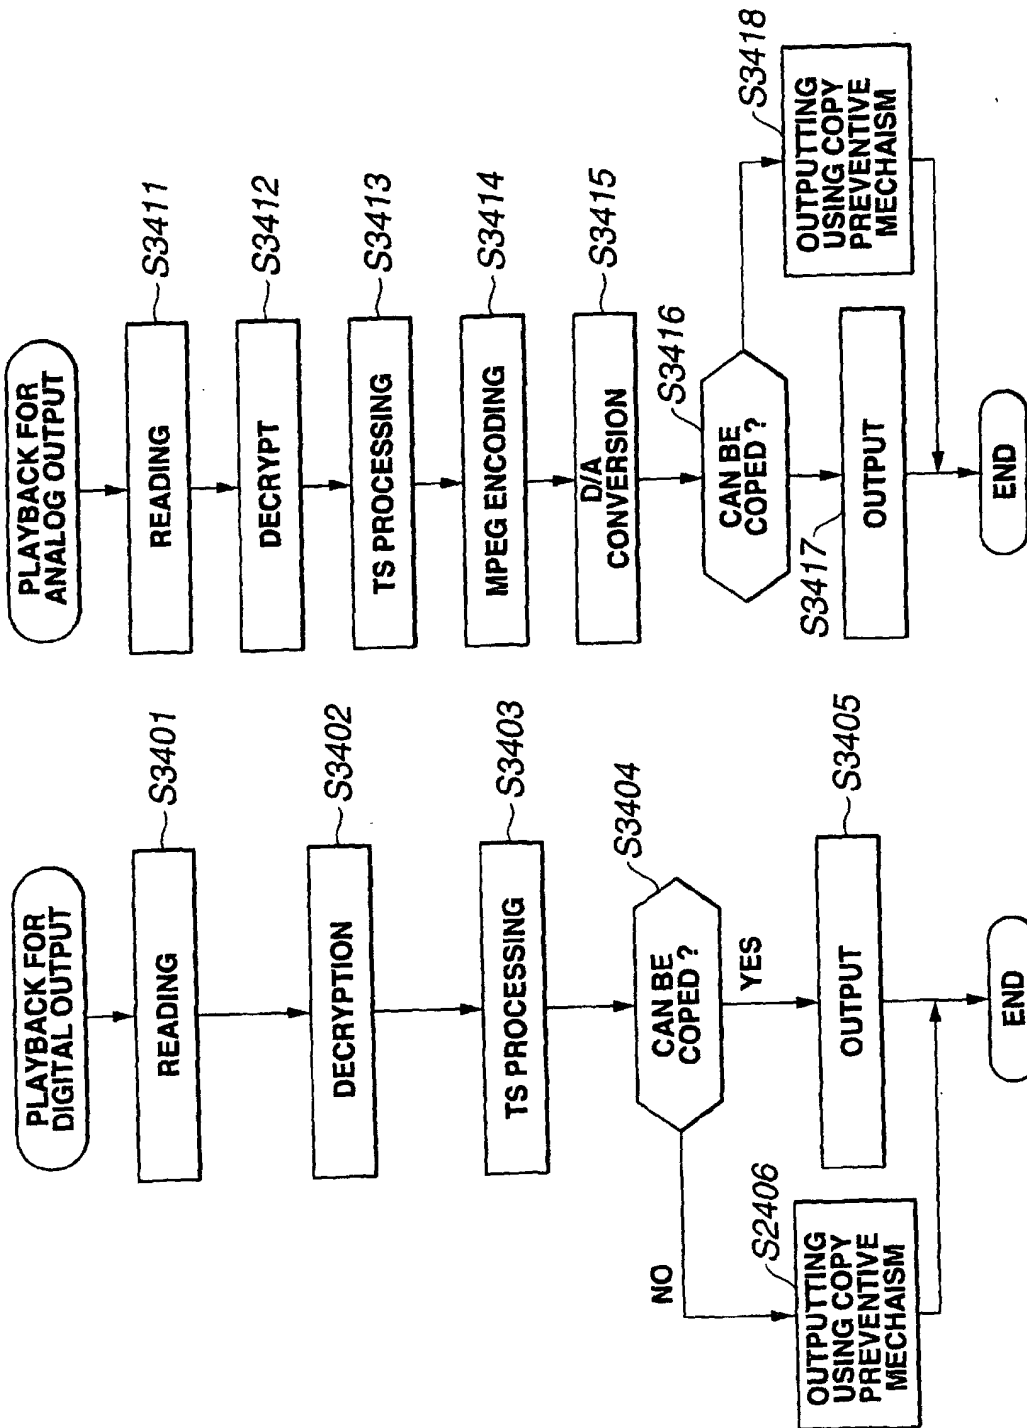 PLAYBACK FOR
DIGITAL OUTPUT
READING
S3401
DECRYPTION
S3402
TS PROCESSING
S3403
CAN BE
COPED ?
S3404
NO
YES
OUTPUTTING
USING COPY
PREVENTIVE
MECHAISM
S2406
OUTPUT
S3405
END
PLAYBACK FOR
ANALOG OUTPUT
READING
S3411
DECRYPT
S3412
TS PROCESSING
S3413
MPEG ENCODING
S3414
D/A
CONVERSION
S3415
CAN BE
COPED ?
S3416
S3417
OUTPUT
OUTPUTTING
USING COPY
PREVENTIVE
MECHAISM
S3418
END